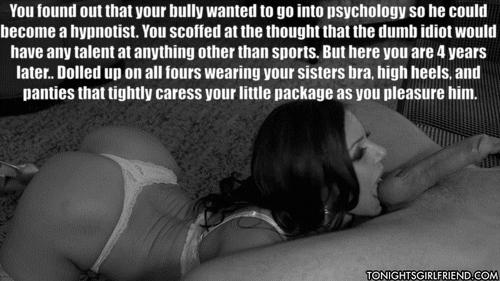 You found out that your bully wanted to go into psychology so he could
become a hypnotist. You scoffed at the thought that the dumb idiot would
have any talent at anything other than sports. But here you are 4 years
later.. Dolled up on all fours wearing your sisters bra, high heels, and
panties that tightly caress your little package as you pleasure him.
TONIGHTSGIRLFRIEND.COM